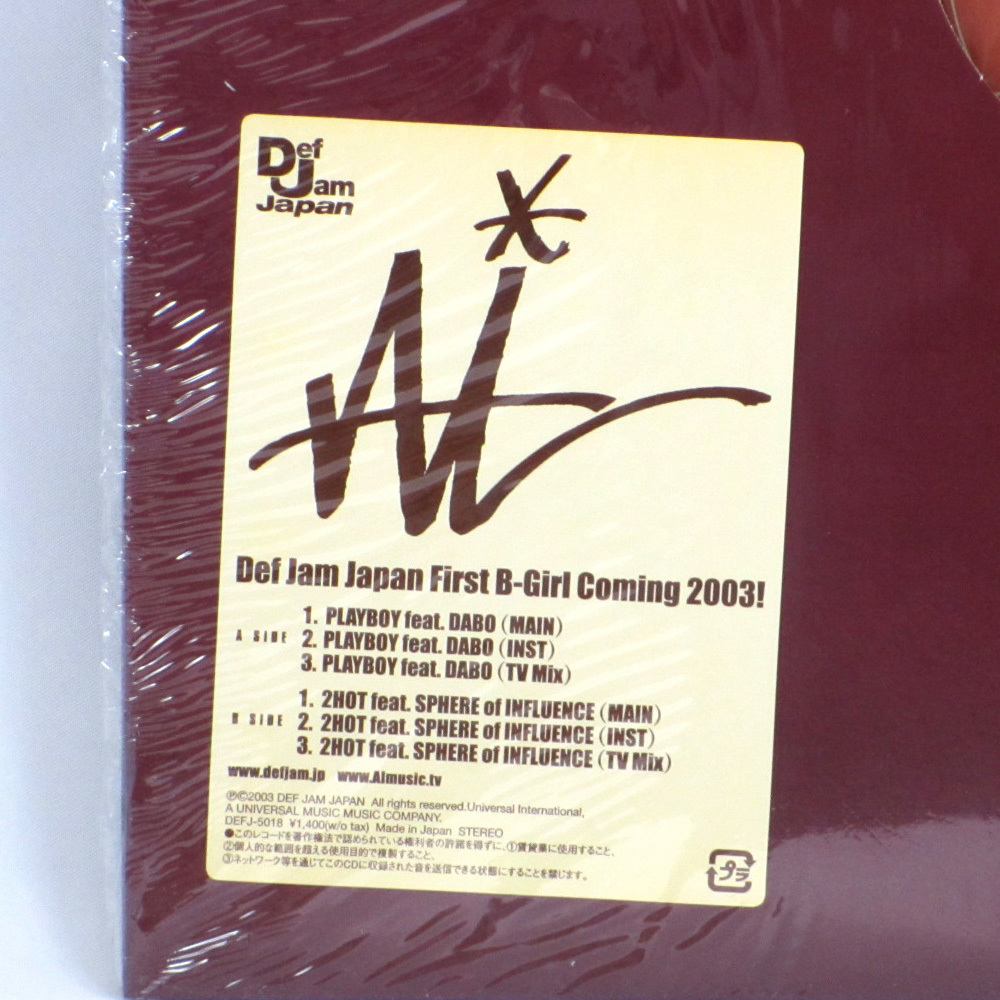 Def
Jam
Japan
Ai
Def Jam Japan First B-Girl Coming 2003!
A SIDE
1. PLAYBOY feat. DABO (MAIN)
2. PLAYBOY feat. DABO (INST)
3. PLAYBOY feat. DABO (TV Mix)
B SIDE
1. 2HOT feat. SPHERE of INFLUENCE (MAIN)
2. 2HOT feat. SPHERE of INFLUENCE (INST)
3. 2HOT feat. SPHERE of INFLUENCE (TV Mix)
www.defjam.jp www.AImusic.tv
℗©2003 DEF JAM JAPAN All rights reserved.Universal International,
A UNIVERSAL MUSIC MUSIC COMPANY.
DEFJ-5018 ¥1,400(w/o tax) Made in Japan STEREO
●このレコードを著作権法で認められている権利者の許諾を得ずに、①賃貸業に使用すること、
②個人的な範囲を超える使用目的で複製すること、
③ネットワーク等を通じてこのCDに収録された音を送信できる状態にすることを禁じます。
プラ